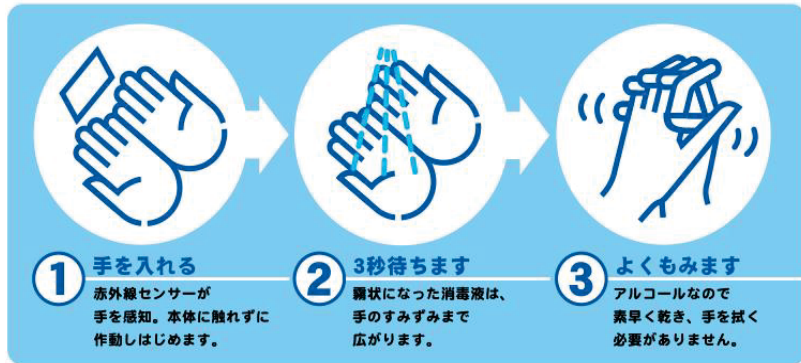 1 手を入れる
赤外線センサーが
手を感知。本体に触れずに
作動しはじめます。
2 3秒待ちます
霧状になった消毒液は、
手のすみずみまで
広がります。
3 よくもみます
アルコールなので
素早く乾き、手を拭く
必要がありません。